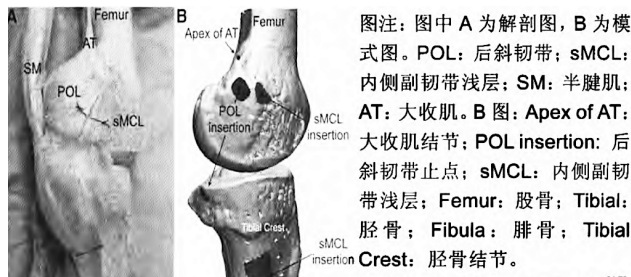 A
Femur
AT
SM
POL
sMCL
B
Femur
Apex of AT
POL
insertion
sMCL
insertion
Tibial Crest
sMCL
insertion
图注：图中 A 为解剖图，B 为模
式图。POL：后斜韧带；sMCL：
内侧副韧带浅层；SM：半腱肌；
AT：大收肌。B 图：Apex of AT：
大收肌结节；POL insertion: 后
斜韧带止点；sMCL：内侧副韧
带浅层；Femur：股骨；Tibial：
胫骨；Fibula：腓骨；Tibial
Crest：胫骨结节。